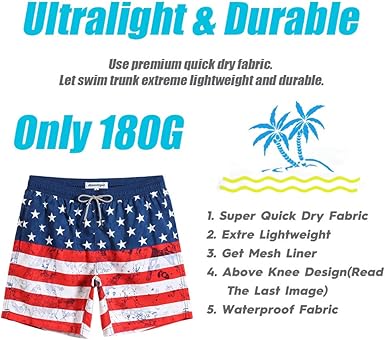 Ultralight & Durable
Use premium quick dry fabric.
Let swim trunk extreme lightweight and durable.
Only 180G
1. Super Quick Dry Fabric
2. Extre Lightweight
3. Get Mesh Liner
4. Above Knee Design(Read
The Last Image)
5. Waterproof Fabric